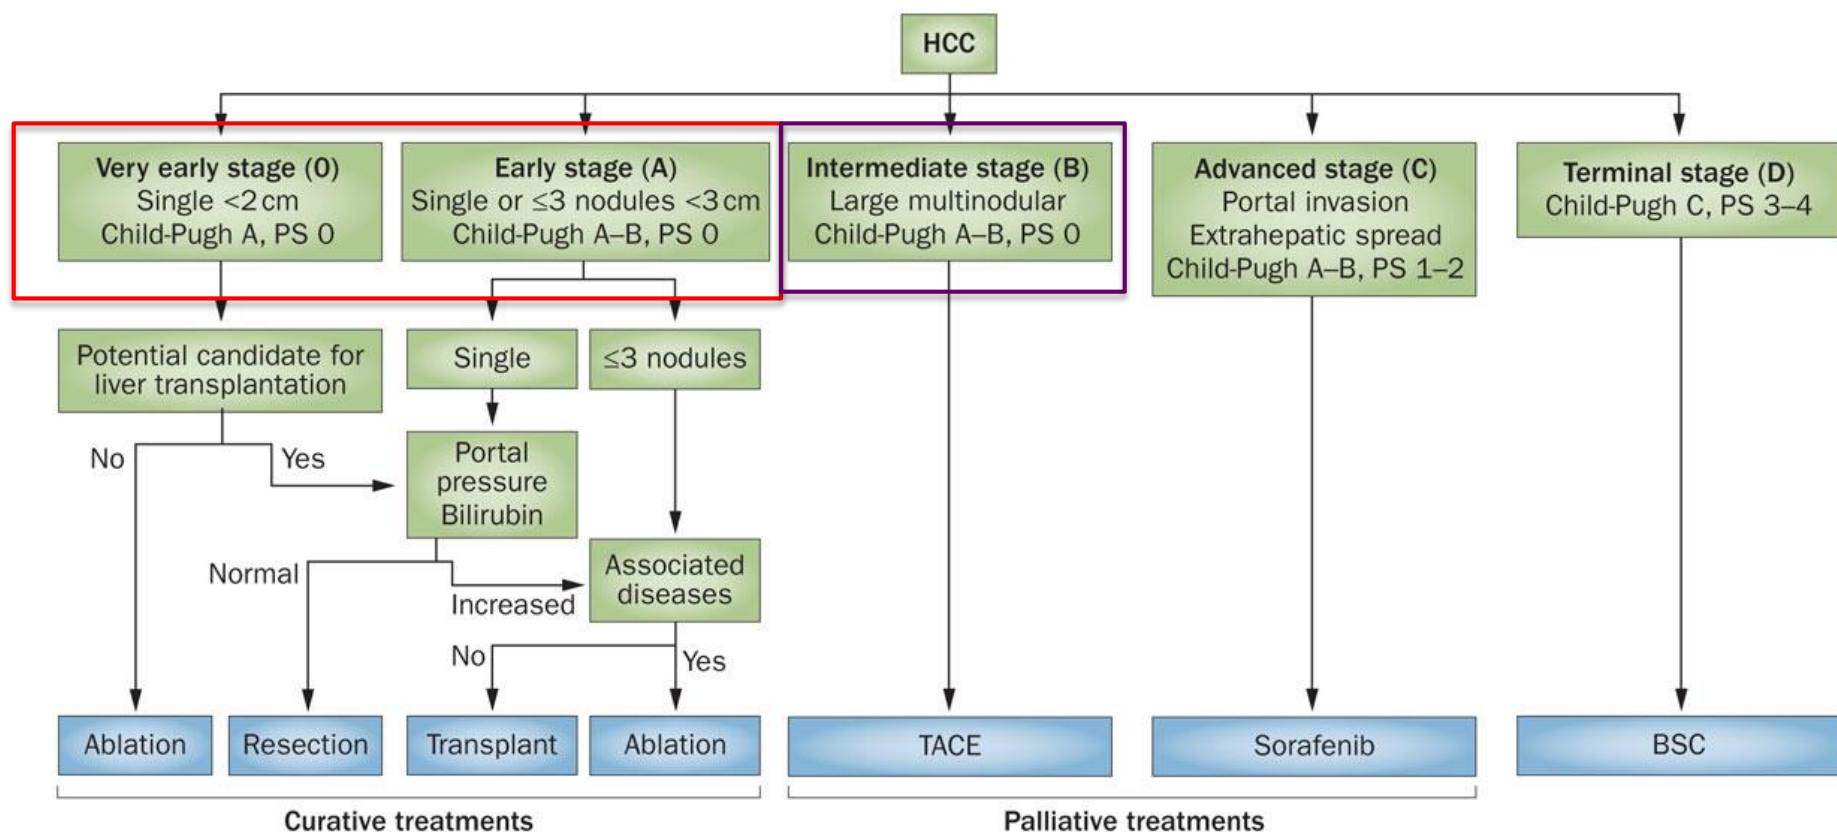 HCC
Very early stage (0)
Single <2 cm
Child-Pugh A, PS 0
Early stage (A)
Single or ≤3 nodules <3 cm
Child-Pugh A–B, PS 0
Intermediate stage (B)
Large multinodular
Child-Pugh A–B, PS 0
Advanced stage (C)
Portal invasion
Extrahepatic spread
Child-Pugh A–B, PS 1–2
Terminal stage (D)
Child-Pugh C, PS 3–4
Potential candidate for
liver transplantation
Single
≤3 nodules
No
Yes
Portal
pressure
Bilirubin
Normal
Increased
Associated
diseases
No
Yes
Ablation
Resection
Transplant
Ablation
TACE
Sorafenib
BSC
Curative treatments
Palliative treatments